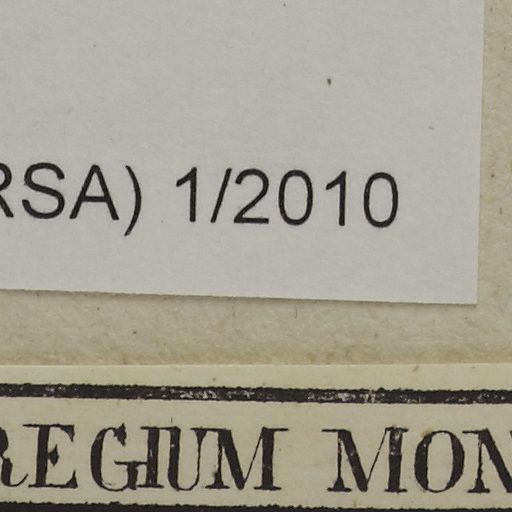 RSA) 1/2010
REGIUM MON